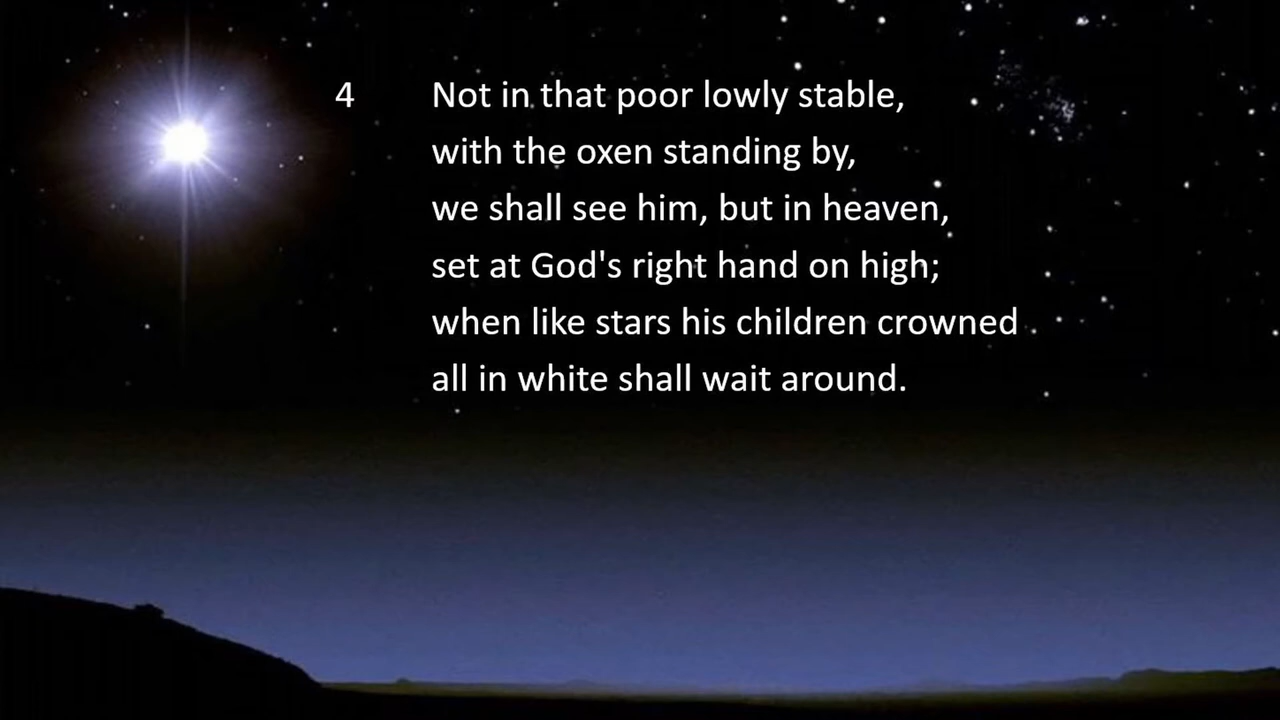 4 Not in that poor lowly stable,
with the oxen standing by,
we shall see him, but in heaven,
set at God's right hand on high;
when like stars his children crowned
all in white shall wait around.